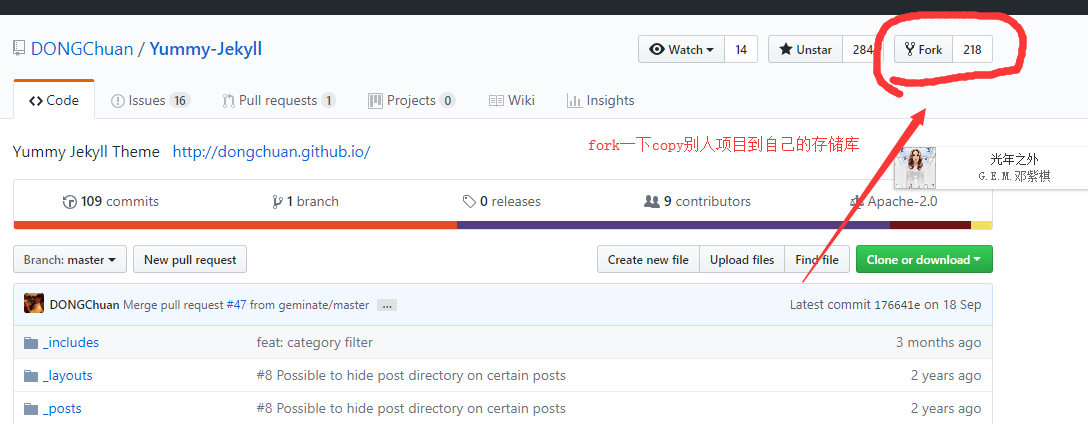 DONGChuan / Yummy-Jekyll
Watch 14 Unstar 284 Fork 218
Code Issues 16 Pull requests 1 Projects 0 Wiki Insights
Yummy Jekyll Theme http://dongchuan.github.io/
fork一下copy别人项目到自己的存储库
光年之外
G.E.M.邓紫棋
109 commits 1 branch 0 releases 9 contributors Apache-2.0
Branch: master New pull request Create new file Upload files Find file Clone or download
DONGChuan Merge pull request #47 from geminate/master ... Latest commit 176641e on 18 Sep
_includes feat: category filter 3 months ago
_layouts #8 Possible to hide post directory on certain posts 2 years ago
_posts #8 Possible to hide post directory on certain posts 2 years ago